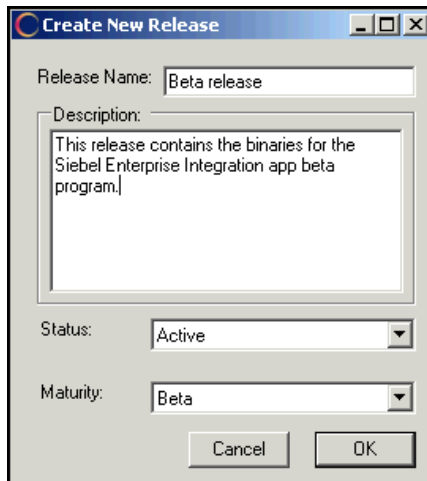 Create New Release
Release Name: Beta release
Description:
This release contains the binaries for the
Siebel Enterprise Integration app beta
program.
Status: Active
Maturity: Beta
Cancel OK